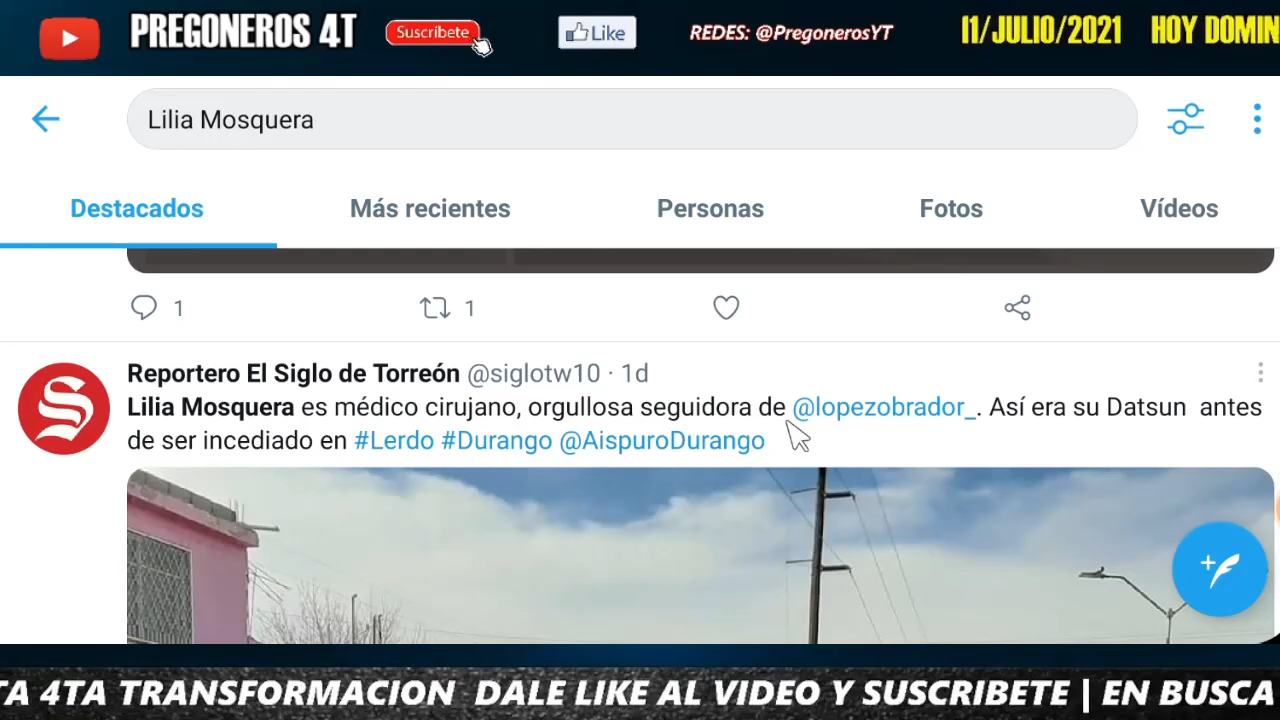 PREGONEROS 4T
Suscríbete
Like
REDES: @PregonerosYT
11/JULIO/2021 HOY DOMIN
Lilia Mosquera
Destacados
Más recientes
Personas
Fotos
Vídeos
1
1
Reportero El Siglo de Torreón @siglotw10 · 1d
Lilia Mosquera es médico cirujano, orgullosa seguidora de @lopezobrador_. Así era su Datsun antes
de ser incediado en #Lerdo #Durango @AispuroDurango
TA 4TA TRANSFORMACION DALE LIKE AL VIDEO Y SUSCRIBETE | EN BUSCA